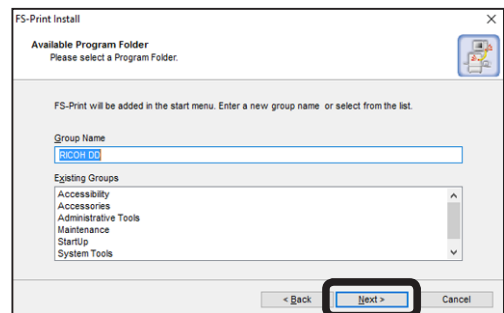 FS-Print Install
Available Program Folder
Please select a Program Folder.
FS-Print will be added in the start menu. Enter a new group name or select from the list.
Group Name
RICOH DD
Existing Groups
Accessibility
Accessories
Administrative Tools
Maintenance
StartUp
System Tools
< Back Next > Cancel